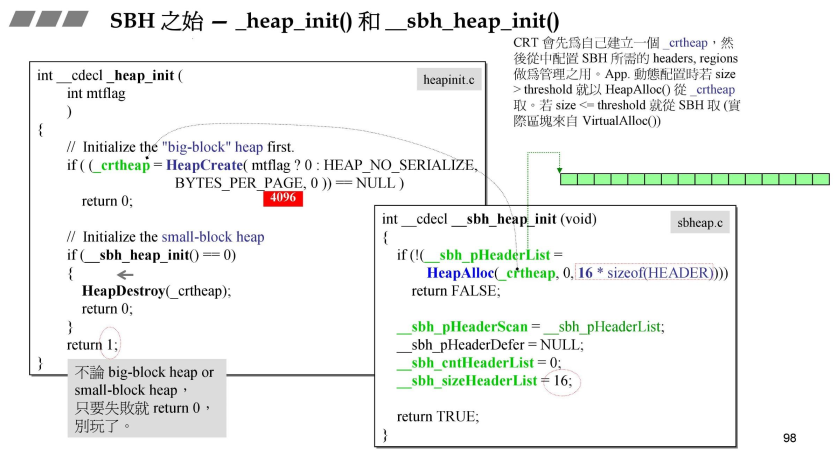 SBH 之始 — _heap_init() 和 __sbh_heap_init()
CRT 會先為自己建立一個 _crtheap，然
後從中配置 SBH 所需的 headers, regions
做為管理之用。App. 動態配置時若 size
> threshold 就以 HeapAlloc() 從 _crtheap
取。若 size <= threshold 就從 SBH 取 (實
際區塊來自 VirtualAlloc())
heapinit.c
int __cdecl _heap_init (
int mtflag
)
{
// Initialize the "big-block" heap first.
if ( (_crtheap = HeapCreate( mtflag ? 0 : HEAP_NO_SERIALIZE,
BYTES_PER_PAGE, 0 )) == NULL )
return 0;
4096
// Initialize the small-block heap
if (__sbh_heap_init() == 0)
{
HeapDestroy(_crtheap);
return 0;
}
return 1;
}
不論 big-block heap or
small-block heap，
只要失敗就 return 0，
別玩了。
sbheap.c
int __cdecl __sbh_heap_init (void)
{
if (!(__sbh_pHeaderList =
HeapAlloc(_crtheap, 0, 16 * sizeof(HEADER))))
return FALSE;
__sbh_pHeaderScan = __sbh_pHeaderList;
__sbh_pHeaderDefer = NULL;
__sbh_cntHeaderList = 0;
__sbh_sizeHeaderList = 16;
return TRUE;
}
98